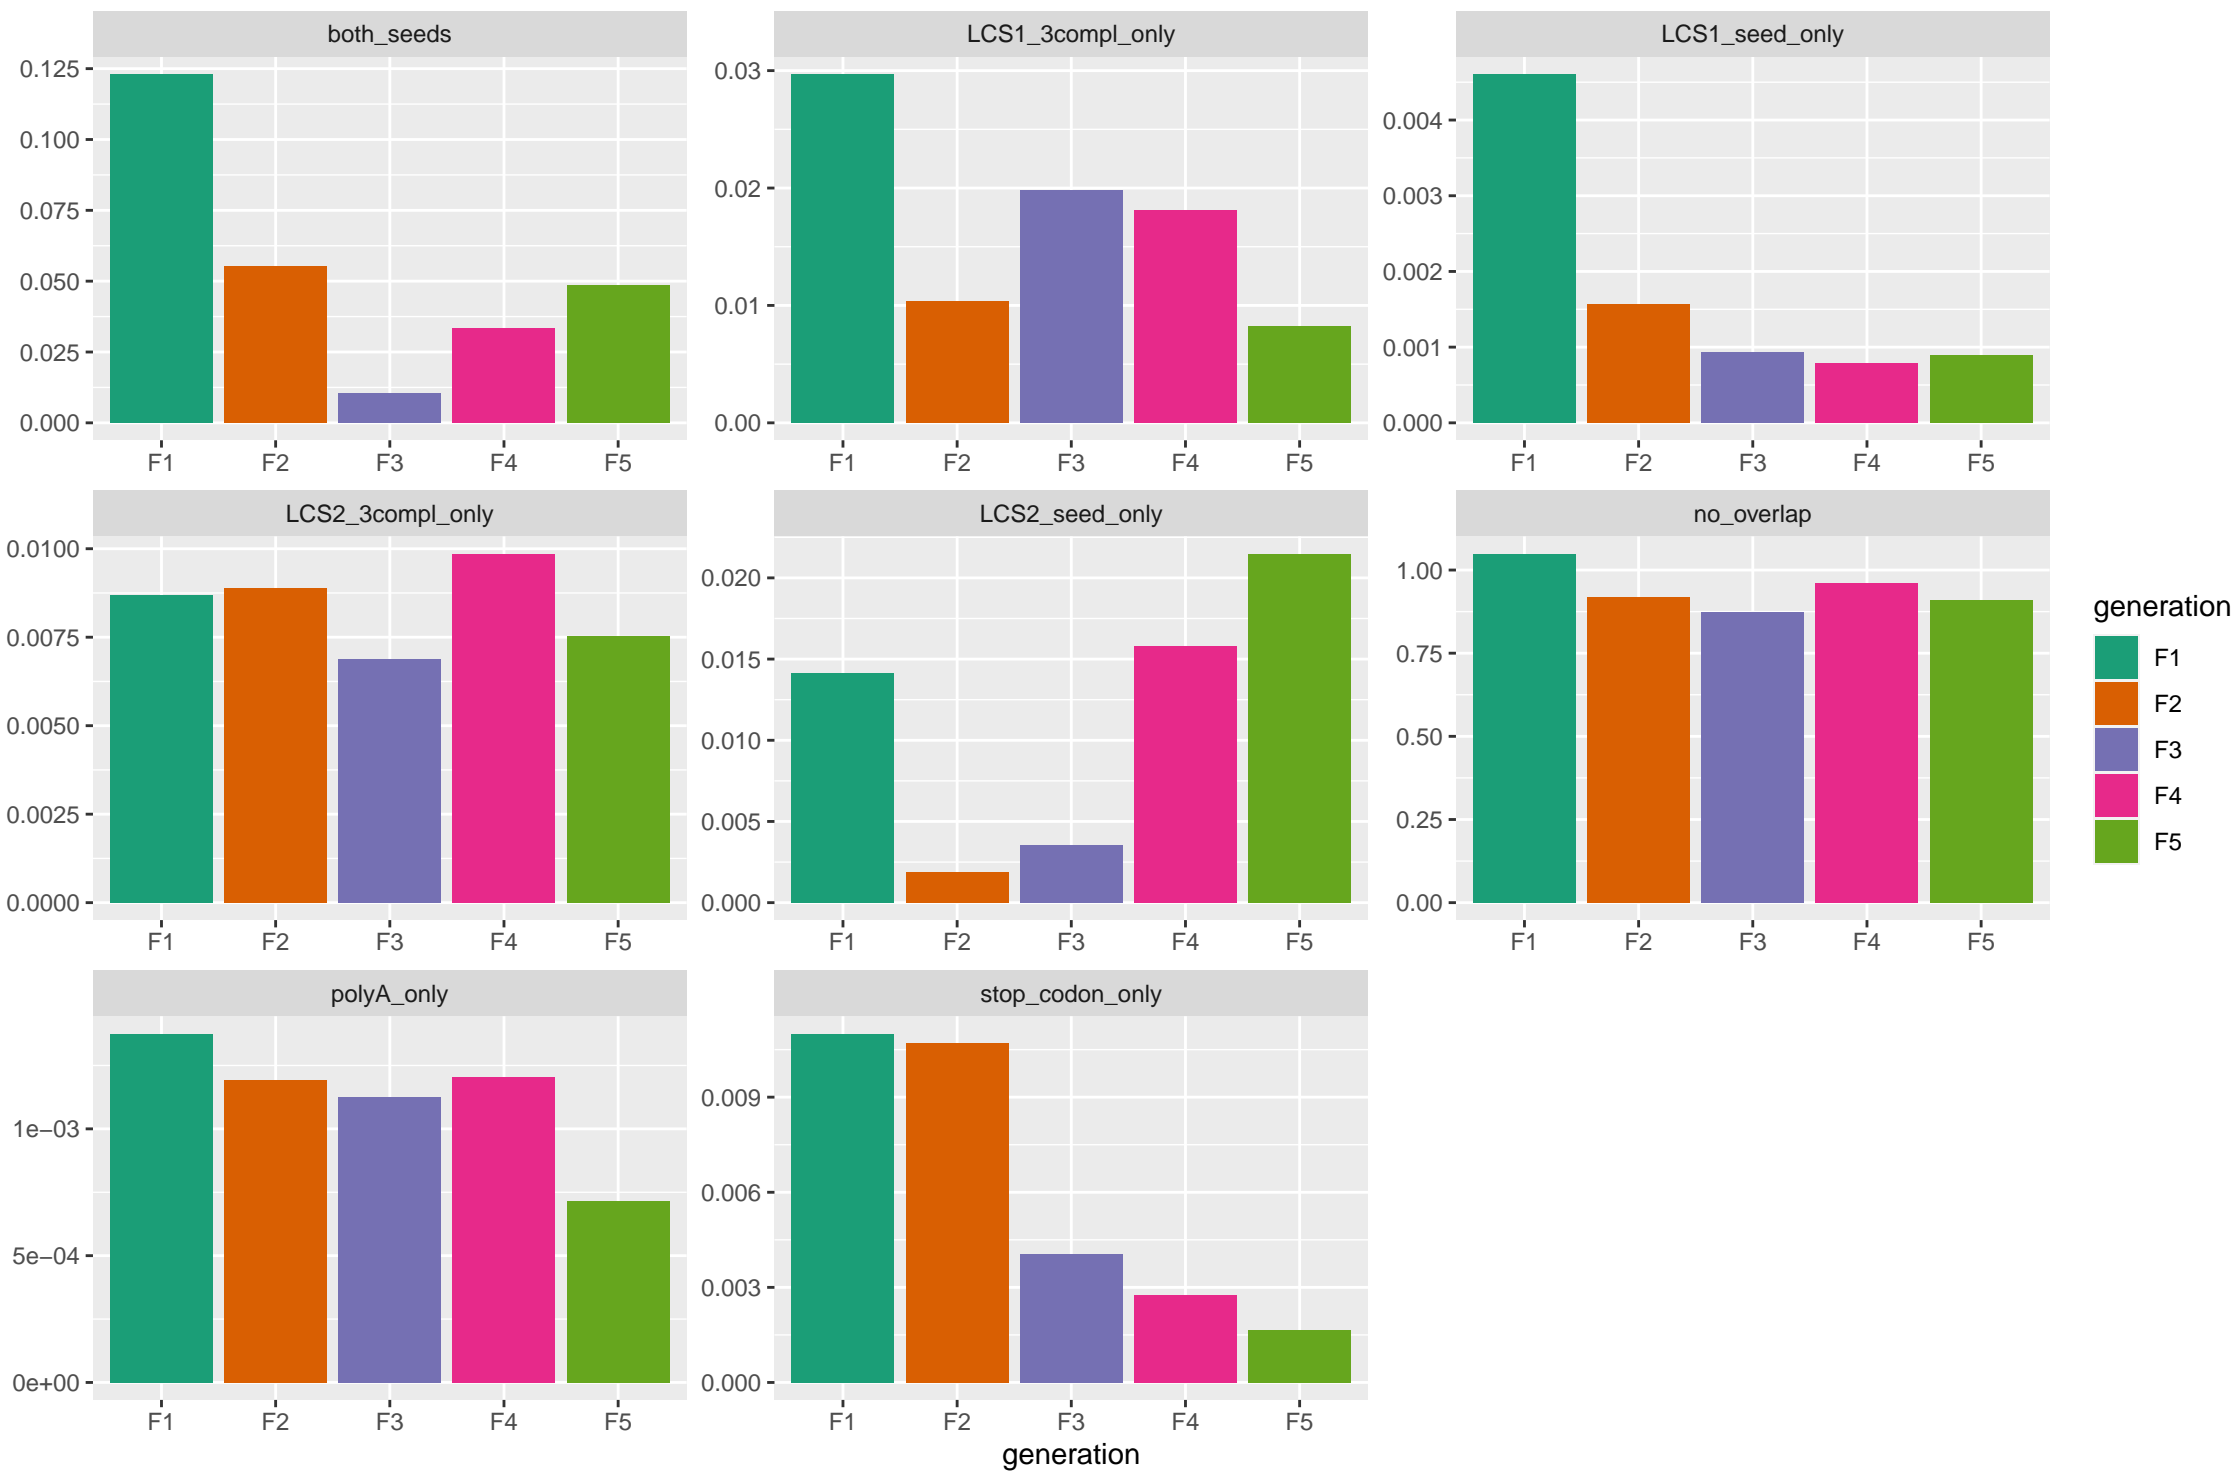 both_seeds
LCS1_3compl_only
LCS1_seed_only
0.125
0.100
0.075
0.050
0.025
0.000
F1 F2 F3 F4 F5
0.03
0.02
0.01
0.00
F1 F2 F3 F4 F5
0.004
0.003
0.002
0.001
0.000
F1 F2 F3 F4 F5
LCS2_3compl_only
LCS2_seed_only
no_overlap
0.0100
0.0075
0.0050
0.0025
0.0000
F1 F2 F3 F4 F5
0.020
0.015
0.010
0.005
0.000
F1 F2 F3 F4 F5
1.00
0.75
0.50
0.25
0.00
F1 F2 F3 F4 F5
polyA_only
stop_codon_only
1e−03
5e−04
0e+00
F1 F2 F3 F4 F5
0.009
0.006
0.003
0.000
F1 F2 F3 F4 F5
generation
generation
F1
F2
F3
F4
F5